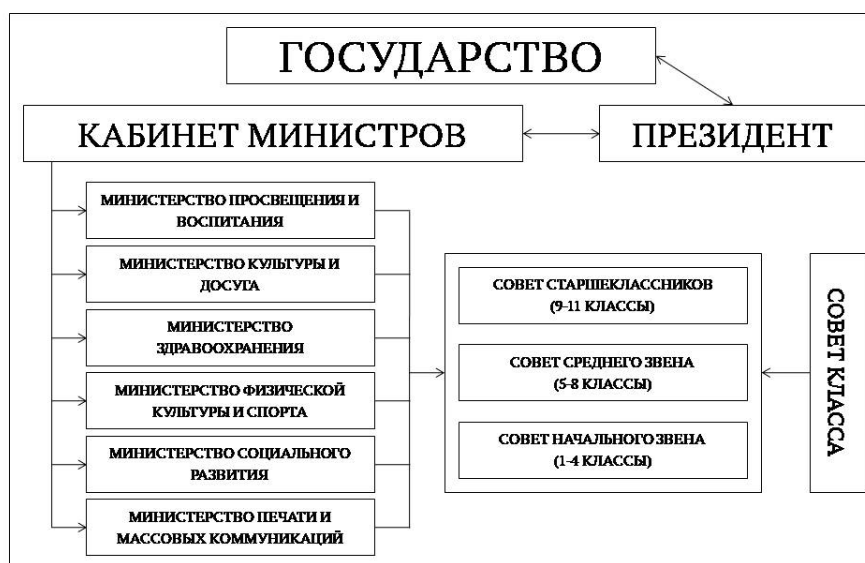 ГОСУДАРСТВО
КАБИНЕТ МИНИСТРОВ
ПРЕЗИДЕНТ
МИНИСТЕРСТВО ПРОСВЕЩЕНИЯ И
ВОСПИТАНИЯ
МИНИСТЕРСТВО КУЛЬТУРЫ И
ДОСУГА
МИНИСТЕРСТВО
ЗДРАВООХРАНЕНИЯ
МИНИСТЕРСТВО ФИЗИЧЕСКОЙ
КУЛЬТУРЫ И СПОРТА
МИНИСТЕРСТВО СОЦИАЛЬНОГО
РАЗВИТИЯ
МИНИСТЕРСТВО ПЕЧАТИ И
МАССОВЫХ КОММУНИКАЦИЙ
СОВЕТ СТАРШЕКЛАССНИКОВ
(9-11 КЛАССЫ)
СОВЕТ СРЕДНЕГО ЗВЕНА
(5-8 КЛАССЫ)
СОВЕТ НАЧАЛЬНОГО ЗВЕНА
(1-4 КЛАССЫ)
СОВЕТ КЛАССА